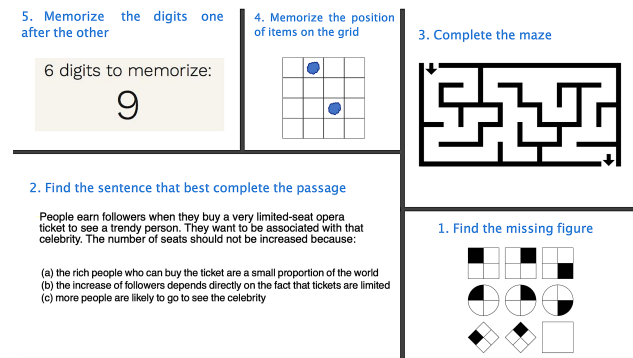 5. Memorize the digits one
after the other
6 digits to memorize:
9
4. Memorize the position
of items on the grid
3. Complete the maze
2. Find the sentence that best complete the passage
People earn followers when they buy a very limited-seat opera
ticket to see a trendy person. They want to be associated with that
celebrity. The number of seats should not be increased because:
(a) the rich people who can buy the ticket are a small proportion of the world
(b) the increase of followers depends directly on the fact that tickets are limited
(c) more people are likely to go to see the celebrity
1. Find the missing figure